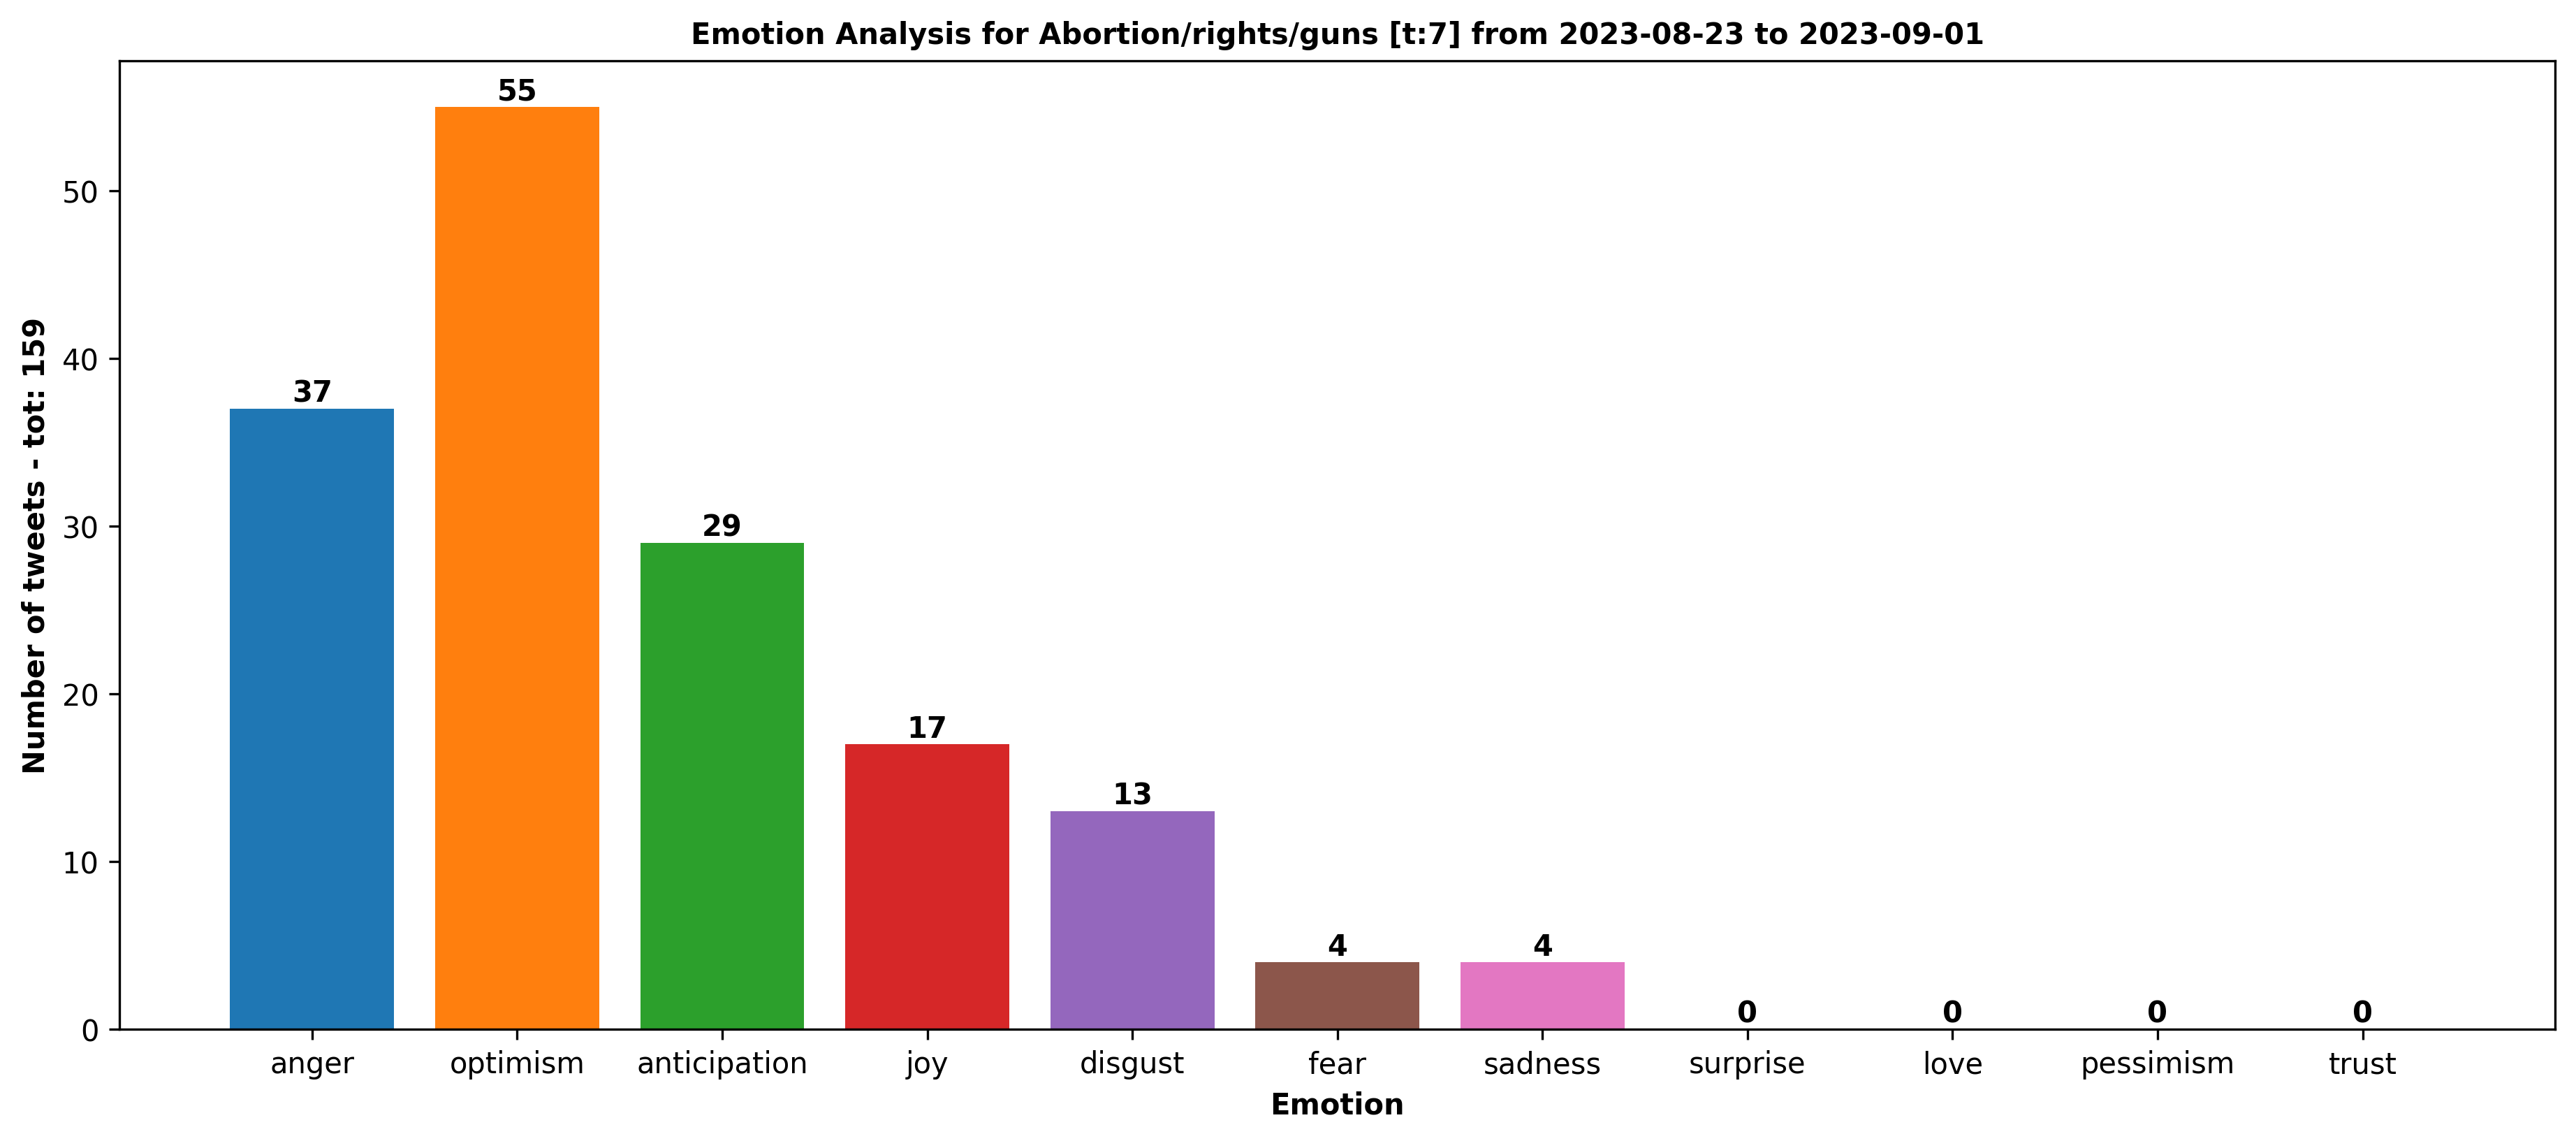 Emotion Analysis for Abortion/rights/guns [t:7] from 2023-08-23 to 2023-09-01
Number of tweets - tot: 159
50
40
30
20
10
0
37
55
29
17
13
4
4
0
0
0
0
anger
optimism
anticipation
joy
disgust
fear
sadness
surprise
love
pessimism
trust
Emotion